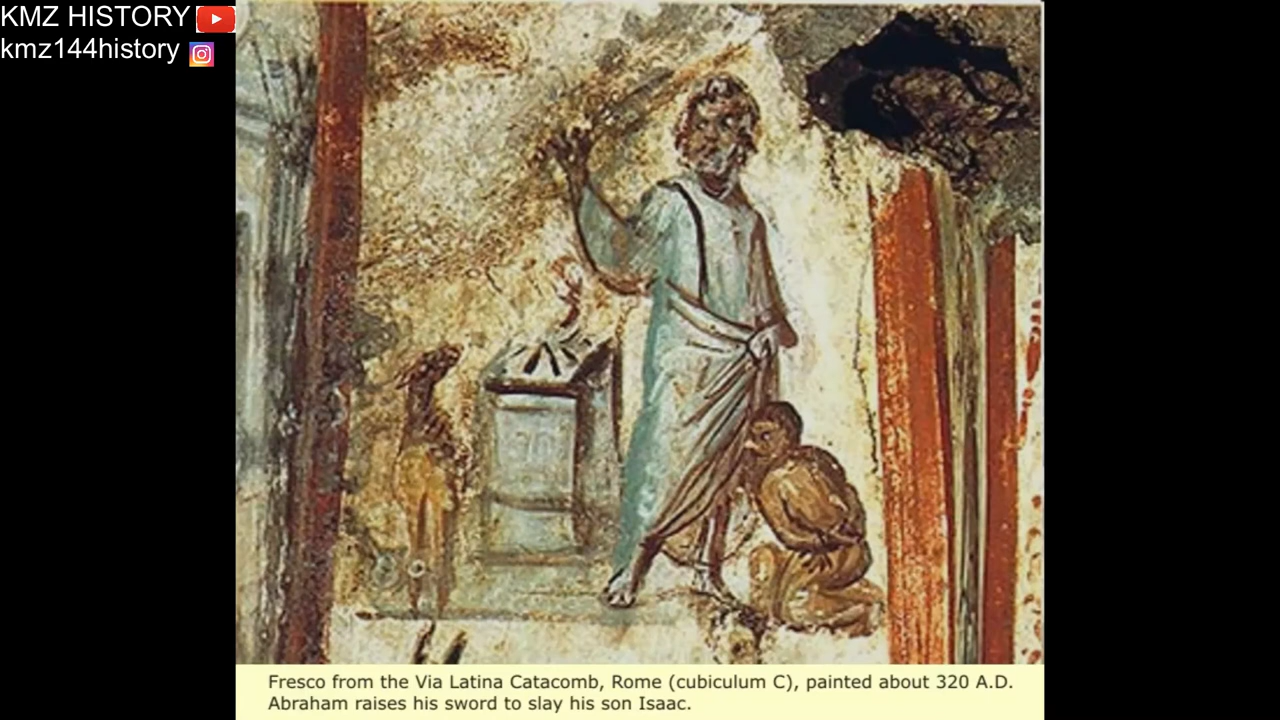 KMZ HISTORY
kmz144history
Fresco from the Via Latina Catacomb, Rome (cubiculum C), painted about 320 A.D.
Abraham raises his sword to slay his son Isaac.